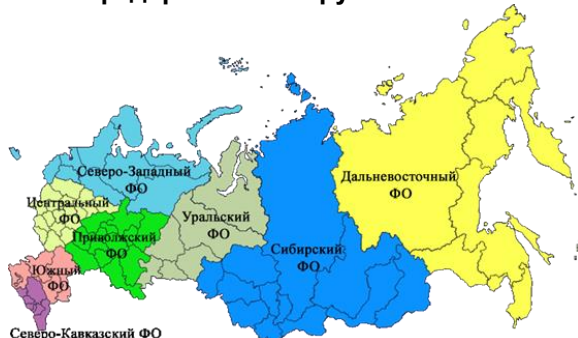 Северо-Западный
ФО
Центральный
ФО
Приволжский
ФО
Уральский
ФО
Сибирский
ФО
Дальневосточный
ФО
Южный
ФО
Северо-Кавказский ФО